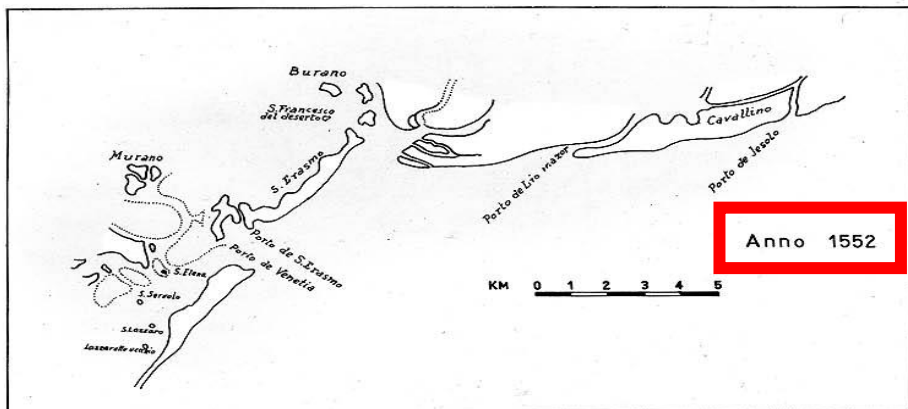 Burano
S. Francesco
del deserto
Murano
S. Erasmo
Cavallino
Porto de Lio mazor
Porto de Jesolo
Porto de S. Erasmo
Porto de Venetia
S. Elena
S. Servolo
S. Lazzaro
Lazzaretto vecchio
Anno 1552
KM 0 1 2 3 4 5